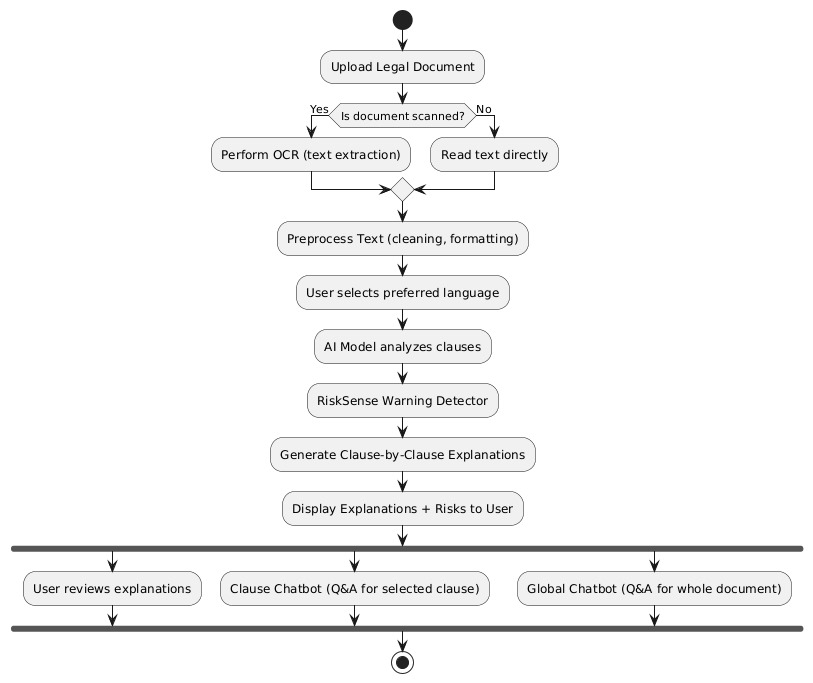 Upload Legal Document
Yes
Is document scanned?
No
Perform OCR (text extraction)
Read text directly
Preprocess Text (cleaning, formatting)
User selects preferred language
AI Model analyzes clauses
RiskSense Warning Detector
Generate Clause-by-Clause Explanations
Display Explanations + Risks to User
User reviews explanations
Clause Chatbot (Q&A for selected clause)
Global Chatbot (Q&A for whole document)